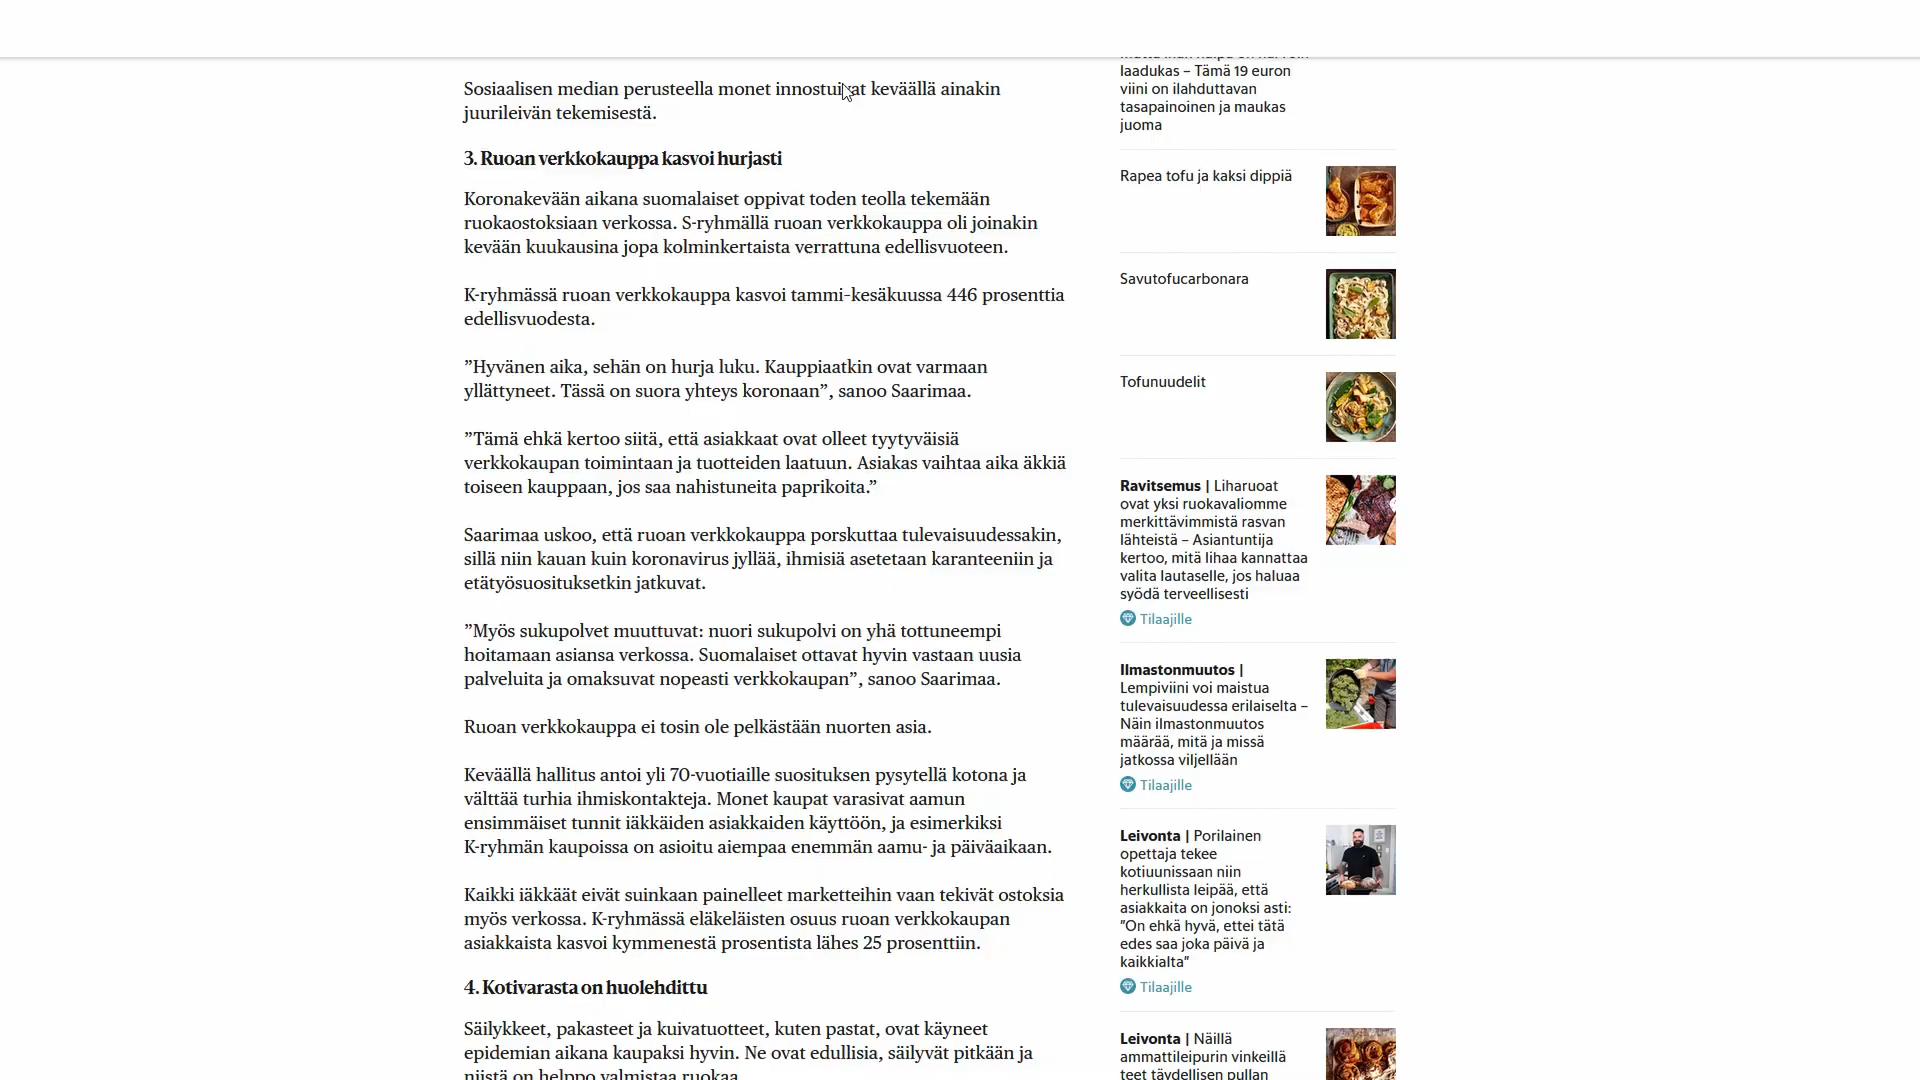 Sosiaalisen median perusteella monet innostuivat keväällä ainakin
juurileivän tekemisestä.
3. Ruoan verkkokauppa kasvoi hurjasti
Koronakevään aikana suomalaiset oppivat toden teolla tekemään
ruokaostoksiaan verkossa. S-ryhmällä ruoan verkkokauppa oli joinakin
kevään kuukausina jopa kolminkertaista verrattuna edellisvuoteen.
K-ryhmässä ruoan verkkokauppa kasvoi tammi-kesäkuussa 446 prosenttia
edellisvuodesta.
”Hyvänen aika, sehän on hurja luku. Kauppiaatkin ovat varmaan
yllättyneet. Tässä on suora yhteys koronaan”, sanoo Saarimaa.
”Tämä ehkä kertoo siitä, että asiakkaat ovat olleet tyytyväisiä
verkkokaupan toimintaan ja tuotteiden laatuun. Asiakas vaihtaa aika äkkiä
toiseen kauppaan, jos saa nahistuneita paprikoita.”
Saarimaa uskoo, että ruoan verkkokauppa porskuttaa tulevaisuudessakin,
sillä niin kauan kuin koronavirus jyllää, ihmisiä asetetaan karanteeniin ja
etätyösuosituksetkin jatkuvat.
”Myös sukupolvet muuttuvat: nuori sukupolvi on yhä tottuneempi
hoitamaan asiansa verkossa. Suomalaiset ottavat hyvin vastaan uusia
palveluita ja omaksuvat nopeasti verkkokaupan”, sanoo Saarimaa.
Ruoan verkkokauppa ei tosin ole pelkästään nuorten asia.
Keväällä hallitus antoi yli 70-vuotiaille suosituksen pysytellä kotona ja
välttää turhia ihmiskontakteja. Monet kaupat varasivat aamun
ensimmäiset tunnit iäkkäiden asiakkaiden käyttöön, ja esimerkiksi
K-ryhmän kaupoissa on asioitu aiempaa enemmän aamu- ja päiväaikaan.
Kaikki iäkkäät eivät suinkaan painelleet marketteihin vaan tekivät ostoksia
myös verkossa. K-ryhmässä eläkeläisten osuus ruoan verkkokaupan
asiakkaista kasvoi kymmenestä prosentista lähes 25 prosenttiin.
4. Kotivarasta on huolehdittu
Säilykkeet, pakasteet ja kuivatuotteet, kuten pastat, ovat käyneet
epidemian aikana kaupaksi hyvin. Ne ovat edullisia, säilyvät pitkään ja
niistä on helppo valmistaa ruokaa.
laadukas – Tämä 19 euron
viini on ilahduttavan
tasapainoinen ja maukas
juoma
Rapea tofu ja kaksi dippiä
Savutofucarbonara
Tofunuudelit
Ravitsemus | Liharuoat
ovat yksi ruokavaliomme
merkittävimmistä rasvan
lähteistä – Asiantuntija
kertoo, mitä lihaa kannattaa
valita lautaselle, jos haluaa
syödä terveellisesti
Tilaajille
Ilmastonmuutos |
Lempiviini voi maistua
tulevaisuudessa erilaiselta –
Näin ilmastonmuutos
määrää, mitä ja missä
jatkossa viljellään
Tilaajille
Leivonta | Porilainen
opettaja tekee
kotiuunissaan niin
herkullista leipää, että
asiakkaita on jonoksi asti:
”On ehkä hyvä, ettei tätä
edes saa joka päivä ja
kaikkialta”
Tilaajille
Leivonta | Näillä
ammattileipurin vinkeillä
teet täydellisen pullan